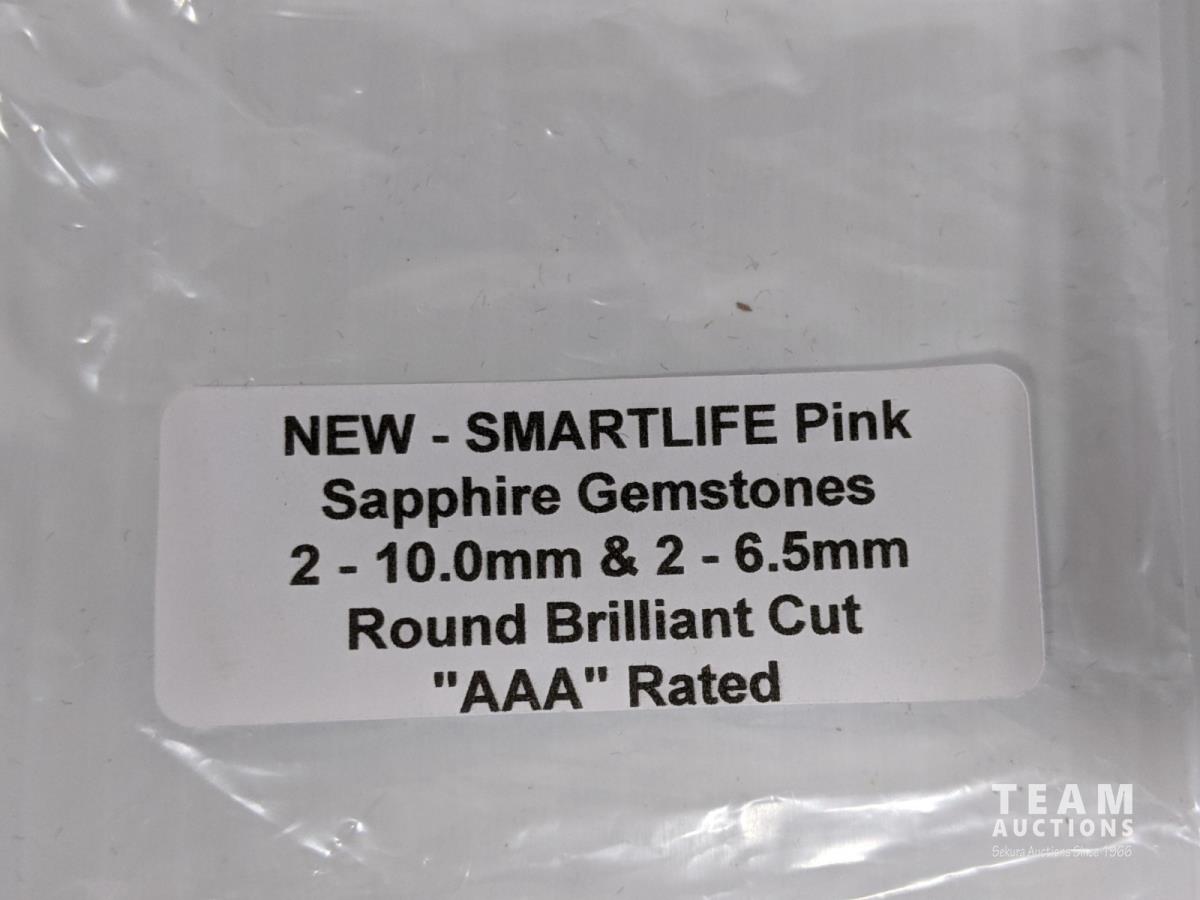 NEW - SMARTLIFE Pink
Sapphire Gemstones
2 - 10.0mm & 2 - 6.5mm
Round Brilliant Cut
"AAA" Rated
TEAM
AUCTIONS
Sekura Auctions Since 1966